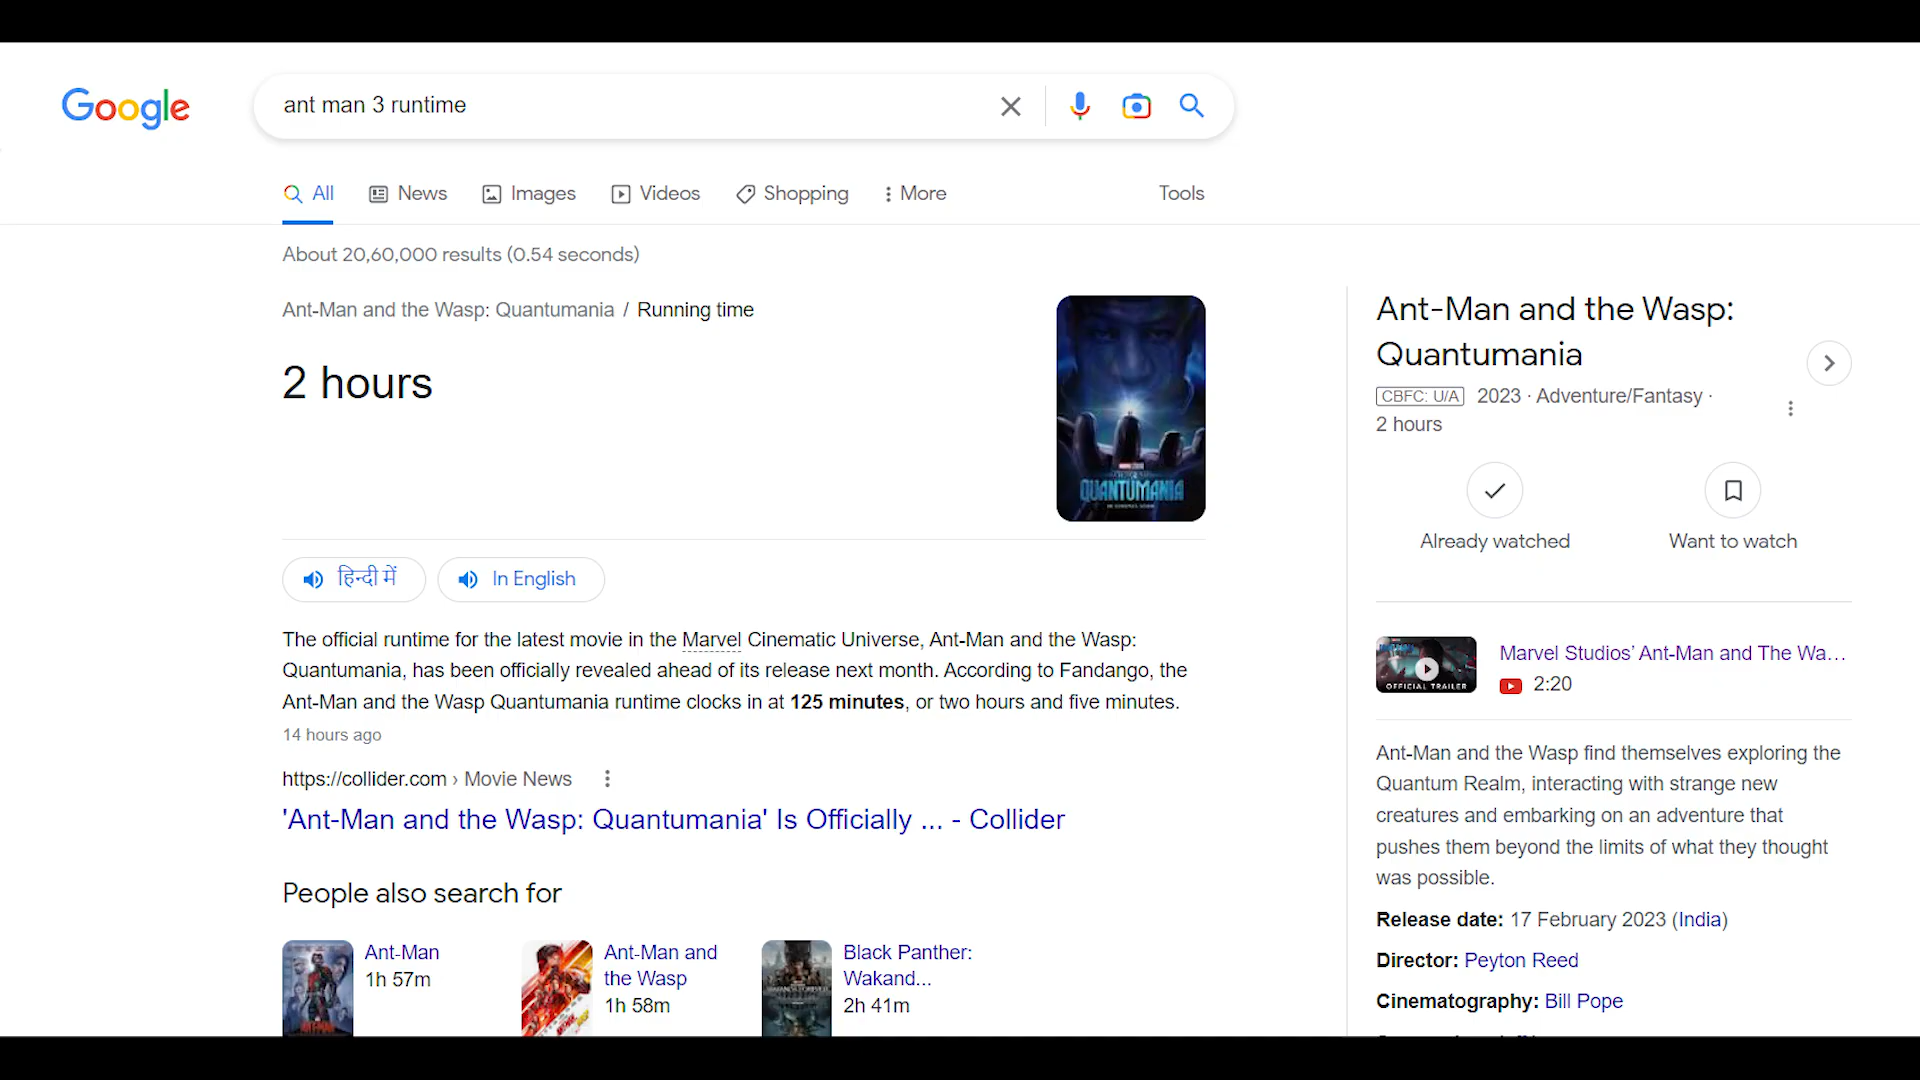 Google
ant man 3 runtime
All News Images Videos Shopping More Tools
About 20,60,000 results (0.54 seconds)
Ant-Man and the Wasp: Quantumania / Running time
2 hours
QUANTUMANIA
हिन्दी में In English
The official runtime for the latest movie in the Marvel Cinematic Universe, Ant-Man and the Wasp:
Quantumania, has been officially revealed ahead of its release next month. According to Fandango, the
Ant-Man and the Wasp Quantumania runtime clocks in at 125 minutes, or two hours and five minutes.
14 hours ago
https://collider.com › Movie News
'Ant-Man and the Wasp: Quantumania' Is Officially ... - Collider
People also search for
Ant-Man
1h 57m
Ant-Man and
the Wasp
1h 58m
Black Panther:
Wakand...
2h 41m
Ant-Man and the Wasp:
Quantumania
CBFC: U/A 2023 · Adventure/Fantasy ·
2 hours
Already watched Want to watch
OFFICIAL TRAILER
Marvel Studios’ Ant-Man and The Wa...
2:20
Ant-Man and the Wasp find themselves exploring the
Quantum Realm, interacting with strange new
creatures and embarking on an adventure that
pushes them beyond the limits of what they thought
was possible.
Release date: 17 February 2023 (India)
Director: Peyton Reed
Cinematography: Bill Pope